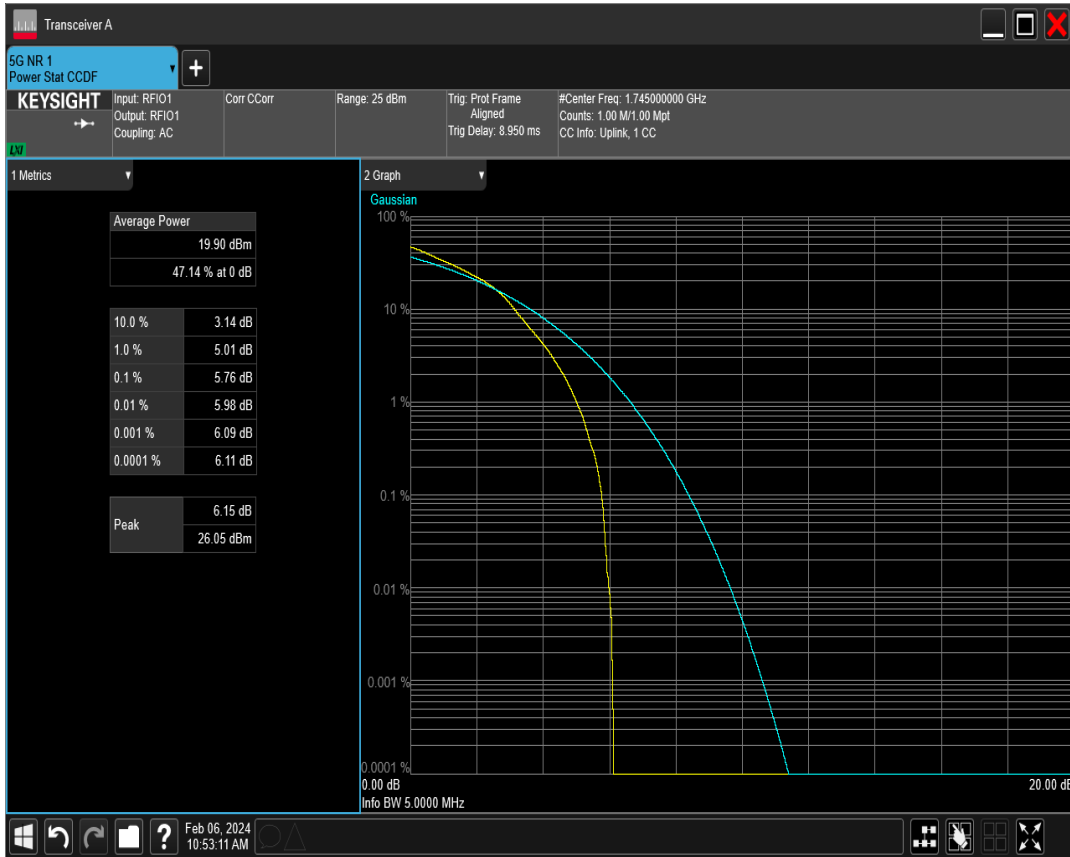 Transceiver A
5G NR 1
Power Stat CCDF
KEYSIGHT
LXI
Input: RFIO1
Output: RFIO1
Coupling: AC
Corr CCorr
Range: 25 dBm
Trig: Prot Frame
Aligned
Trig Delay: 8.950 ms
#Center Freq: 1.745000000 GHz
Counts: 1.00 M/1.00 Mpt
CC Info: Uplink, 1 CC
1 Metrics
Average Power
19.90 dBm
47.14 % at 0 dB
10.0 % 3.14 dB
1.0 % 5.01 dB
0.1 % 5.76 dB
0.01 % 5.98 dB
0.001 % 6.09 dB
0.0001 % 6.11 dB
Peak
6.15 dB
26.05 dBm
2 Graph
Gaussian
100 %
10 %
1 %
0.1 %
0.01 %
0.001 %
0.0001 %
0.00 dB 20.00 dB
Info BW 5.0000 MHz
Feb 06, 2024
10:53:11 AM